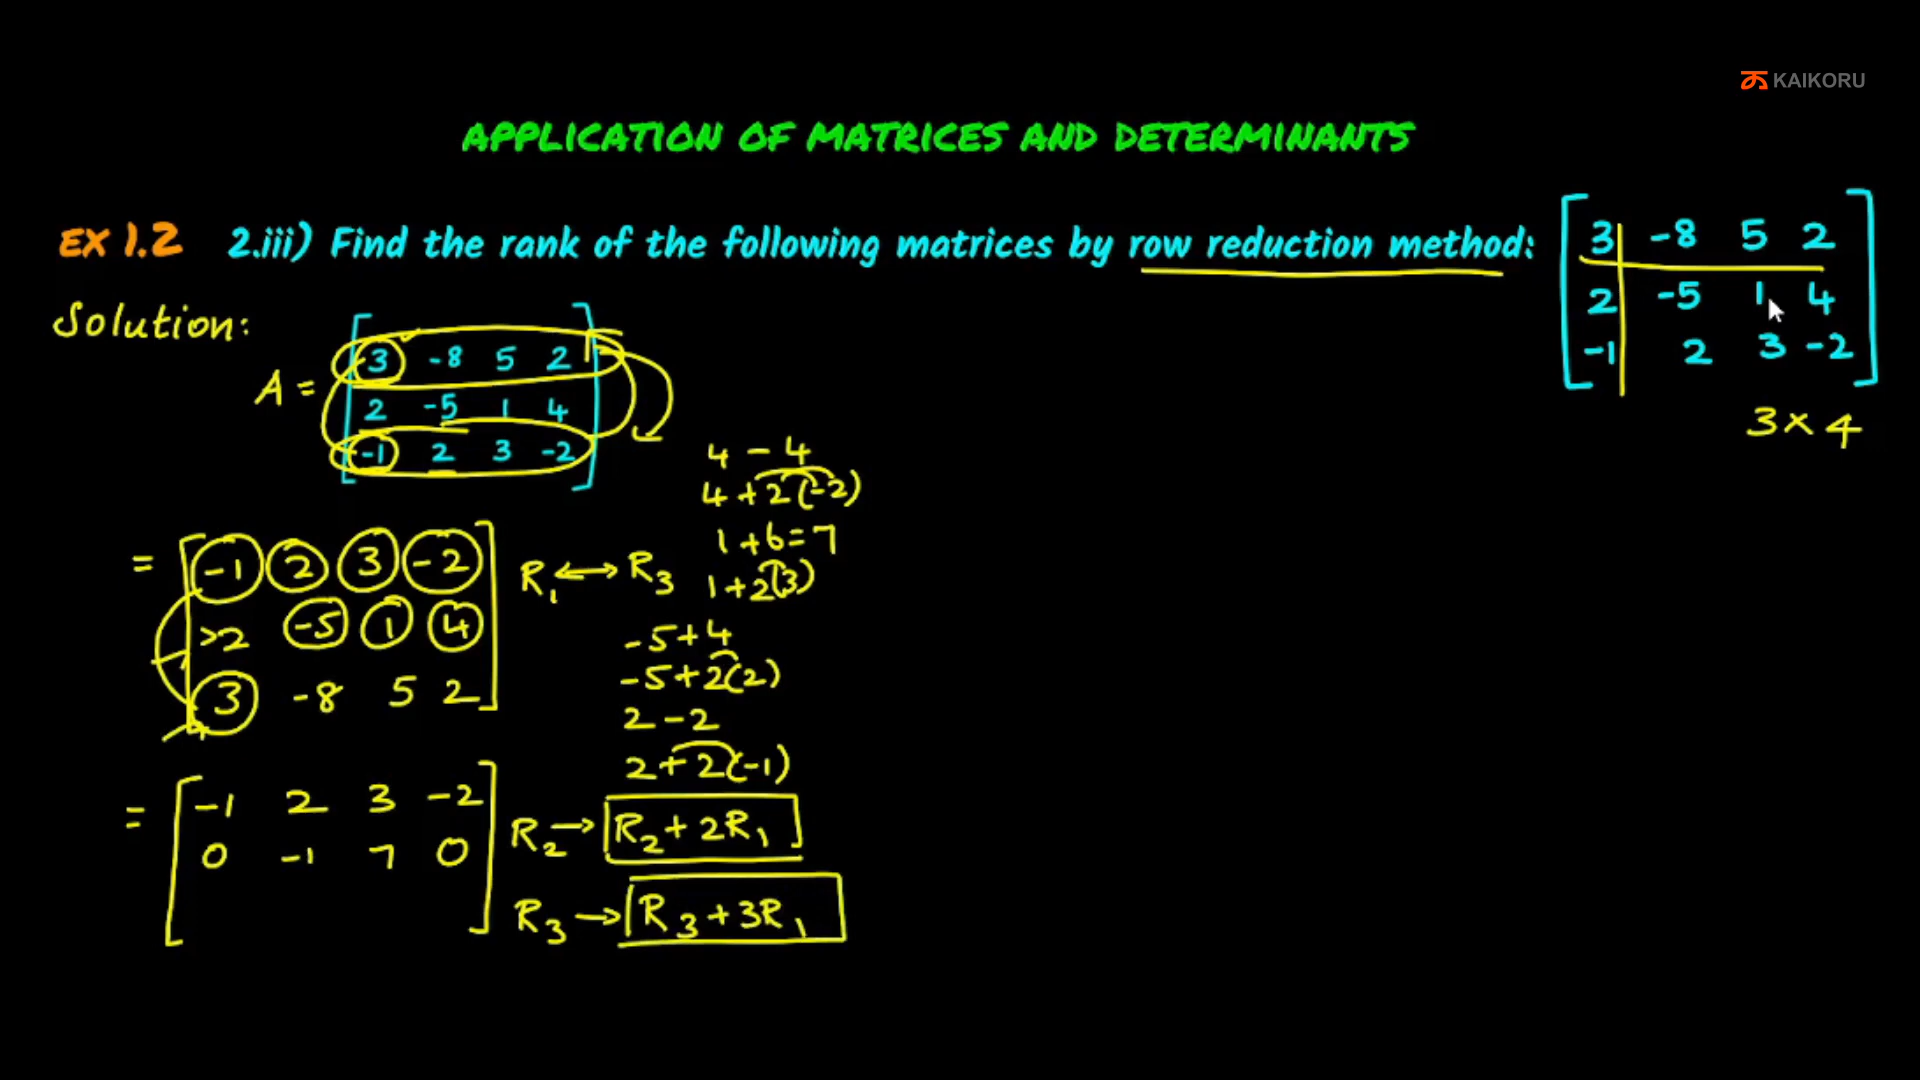 KAIKORU
APPLICATION OF MATRICES AND DETERMINANTS
EX 1.2 2.iii) Find the rank of the following matrices by row reduction method:
3 -8 5 2
2 -5 1 4
-1 2 3 -2
3 × 4
Solution:
A =
3 -8 5 2
2 -5 1 4
-1 2 3 -2
= -1 2 3 -2 R1 ↔ R3
2 -5 1 4
3 -8 5 2
4 - 4
4 + 2(-2)
1 + 6 = 7
1 + 2(3)
-5 + 4
-5 + 2(2)
2 - 2
2 + 2(-1)
= -1 2 3 -2
0 -1 7 0
R2 → R2 + 2R1
R3 → R3 + 3R1